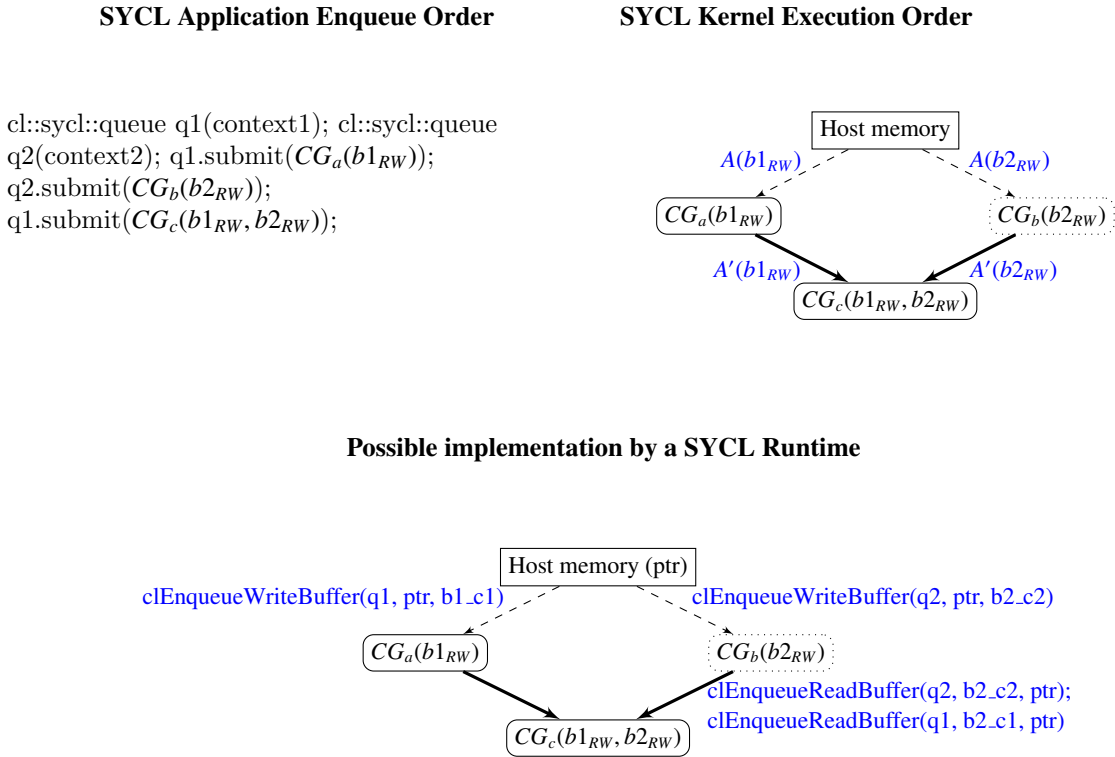 SYCL Application Enqueue Order
SYCL Kernel Execution Order
cl::sycl::queue q1(context1); cl::sycl::queue
q2(context2); q1.submit(CG_a(b1_RW));
q2.submit(CG_b(b2_RW));
q1.submit(CG_c(b1_RW, b2_RW));
Host memory
A(b1_RW)
A(b2_RW)
CG_a(b1_RW)
CG_b(b2_RW)
A′(b1_RW)
A′(b2_RW)
CG_c(b1_RW, b2_RW)
Possible implementation by a SYCL Runtime
Host memory (ptr)
clEnqueueWriteBuffer(q1, ptr, b1_c1)
clEnqueueWriteBuffer(q2, ptr, b2_c2)
CG_a(b1_RW)
CG_b(b2_RW)
clEnqueueReadBuffer(q2, b2_c2, ptr);
clEnqueueReadBuffer(q1, b2_c1, ptr)
CG_c(b1_RW, b2_RW)